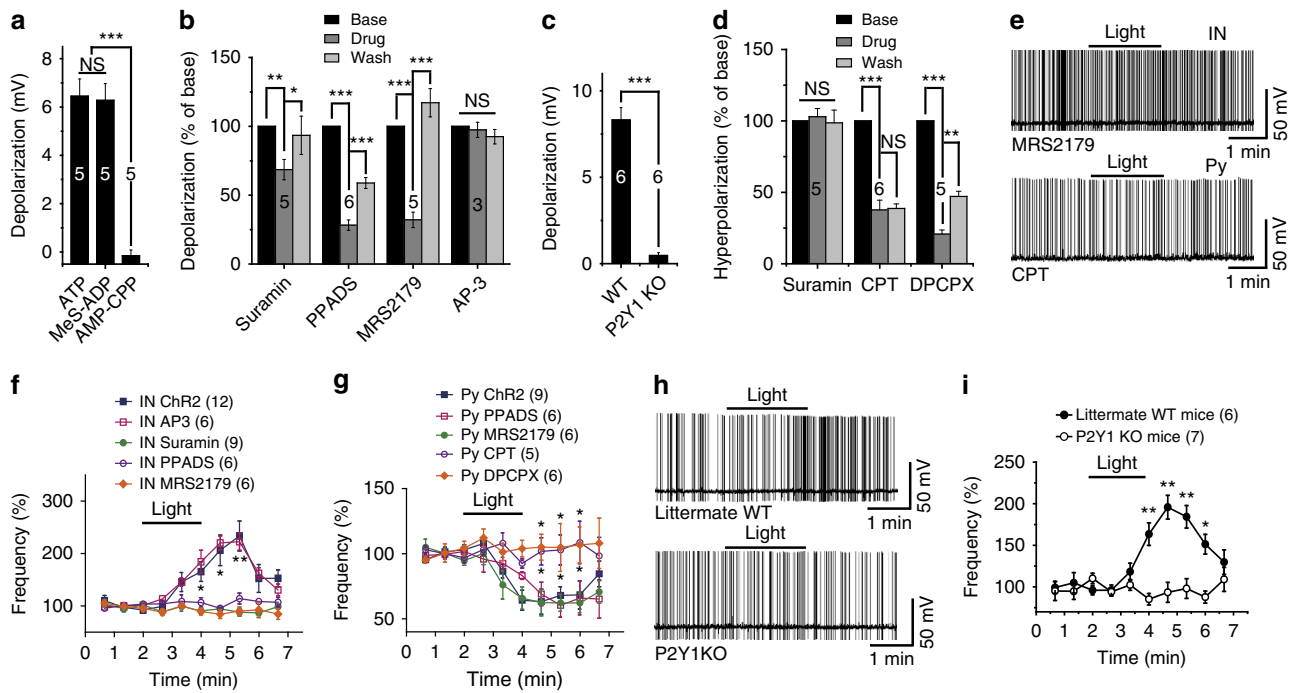 a
Depolarization (mV)
8
6
4
2
0
***
NS
5
5
5
ATP
MeS-ADP
AMP-CPP
b
Base
Drug
Wash
Depolarization (% of base)
150
100
50
0
**
*
***
***
***
***
NS
5
6
5
3
Suramin
PPADS
MRS2179
AP-3
c
Depolarization (mV)
10
5
0
***
6
6
WT
P2Y1 KO
d
Base
Drug
Wash
Hyperpolarization (% of base)
150
100
50
0
NS
***
NS
***
**
5
6
5
Suramin
CPT
DPCPX
e
Light
IN
50 mV
MRS2179
1 min
Light
Py
50 mV
CPT
1 min
f
IN ChR2 (12)
IN AP3 (6)
IN Suramin (9)
IN PPADS (6)
IN MRS2179 (6)
Light
Frequency (%)
300
200
100
*
*
**
0 1 2 3 4 5 6 7
Time (min)
g
Py ChR2 (9)
Py PPADS (6)
Py MRS2179 (6)
Py CPT (5)
Py DPCPX (6)
Light
Frequency (%)
150
100
50
* * *
* * *
0 1 2 3 4 5 6 7
Time (min)
h
Light
50 mV
Littermate WT
1 min
Light
50 mV
P2Y1KO
1 min
i
Littermate WT mice (6)
P2Y1 KO mice (7)
Light
Frequency (%)
250
200
150
100
50
** ** ** *
0 1 2 3 4 5 6 7
Time (min)